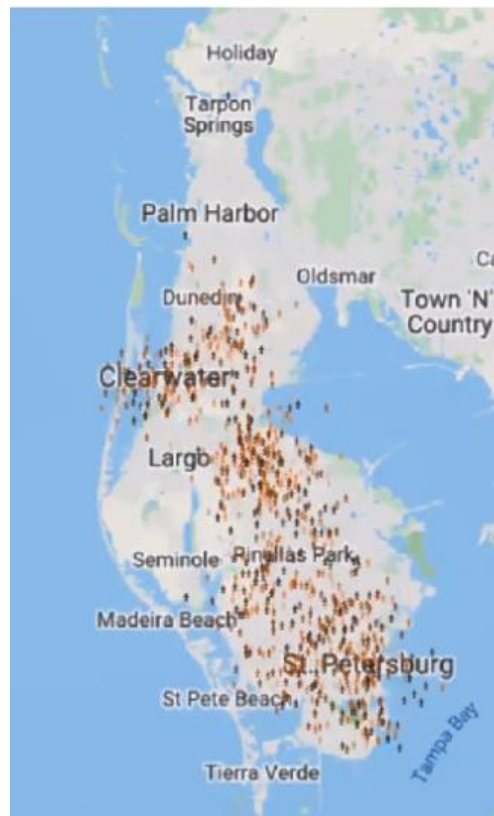 Holiday
Tarpon
Springs
Palm Harbor
Oldsmar
Ca
Dunedin
Town 'N'
Country
Clearwater
Largo
Seminole
Pinellas Park
Madeira Beach
St. Petersburg
St Pete Beach
Tampa Bay
Tierra Verde